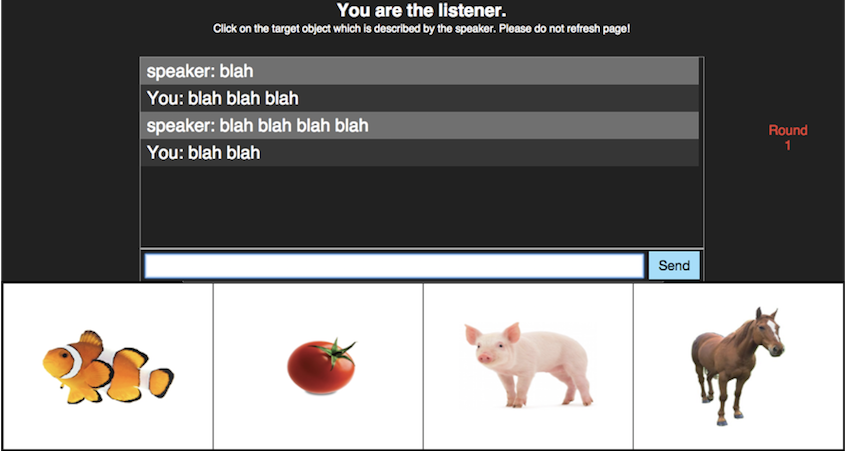 You are the listener.
Click on the target object which is described by the speaker. Please do not refresh page!
speaker: blah
You: blah blah blah
speaker: blah blah blah blah
You: blah blah
Round
1
Send